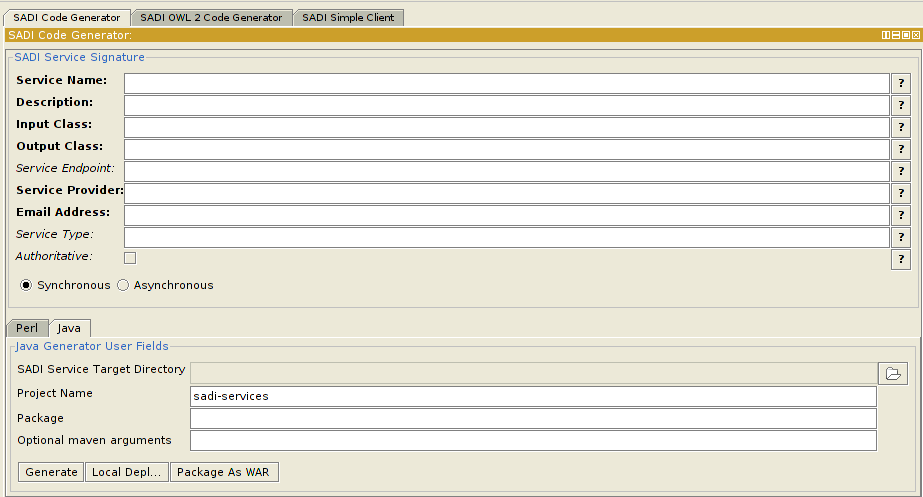 SADI Code Generator SADI OWL 2 Code Generator SADI Simple Client
SADI Code Generator:
SADI Service Signature
Service Name: ?
Description: ?
Input Class: ?
Output Class: ?
Service Endpoint: ?
Service Provider: ?
Email Address: ?
Service Type: ?
Authoritative: ?
Synchronous Asynchronous
Perl Java
Java Generator User Fields
SADI Service Target Directory
Project Name sadi-services
Package
Optional maven arguments
Generate Local Depl... Package As WAR